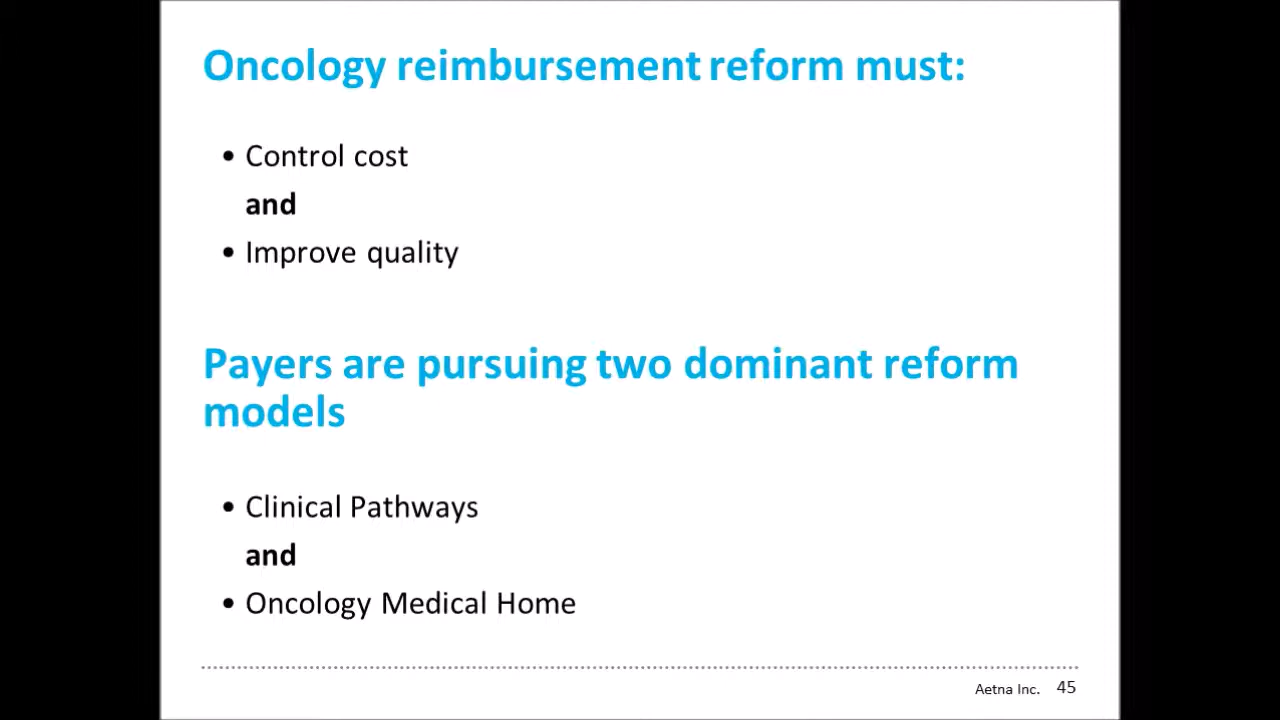 Oncology reimbursement reform must:
• Control cost
and
• Improve quality
Payers are pursuing two dominant reform
models
• Clinical Pathways
and
• Oncology Medical Home
Aetna Inc. 45